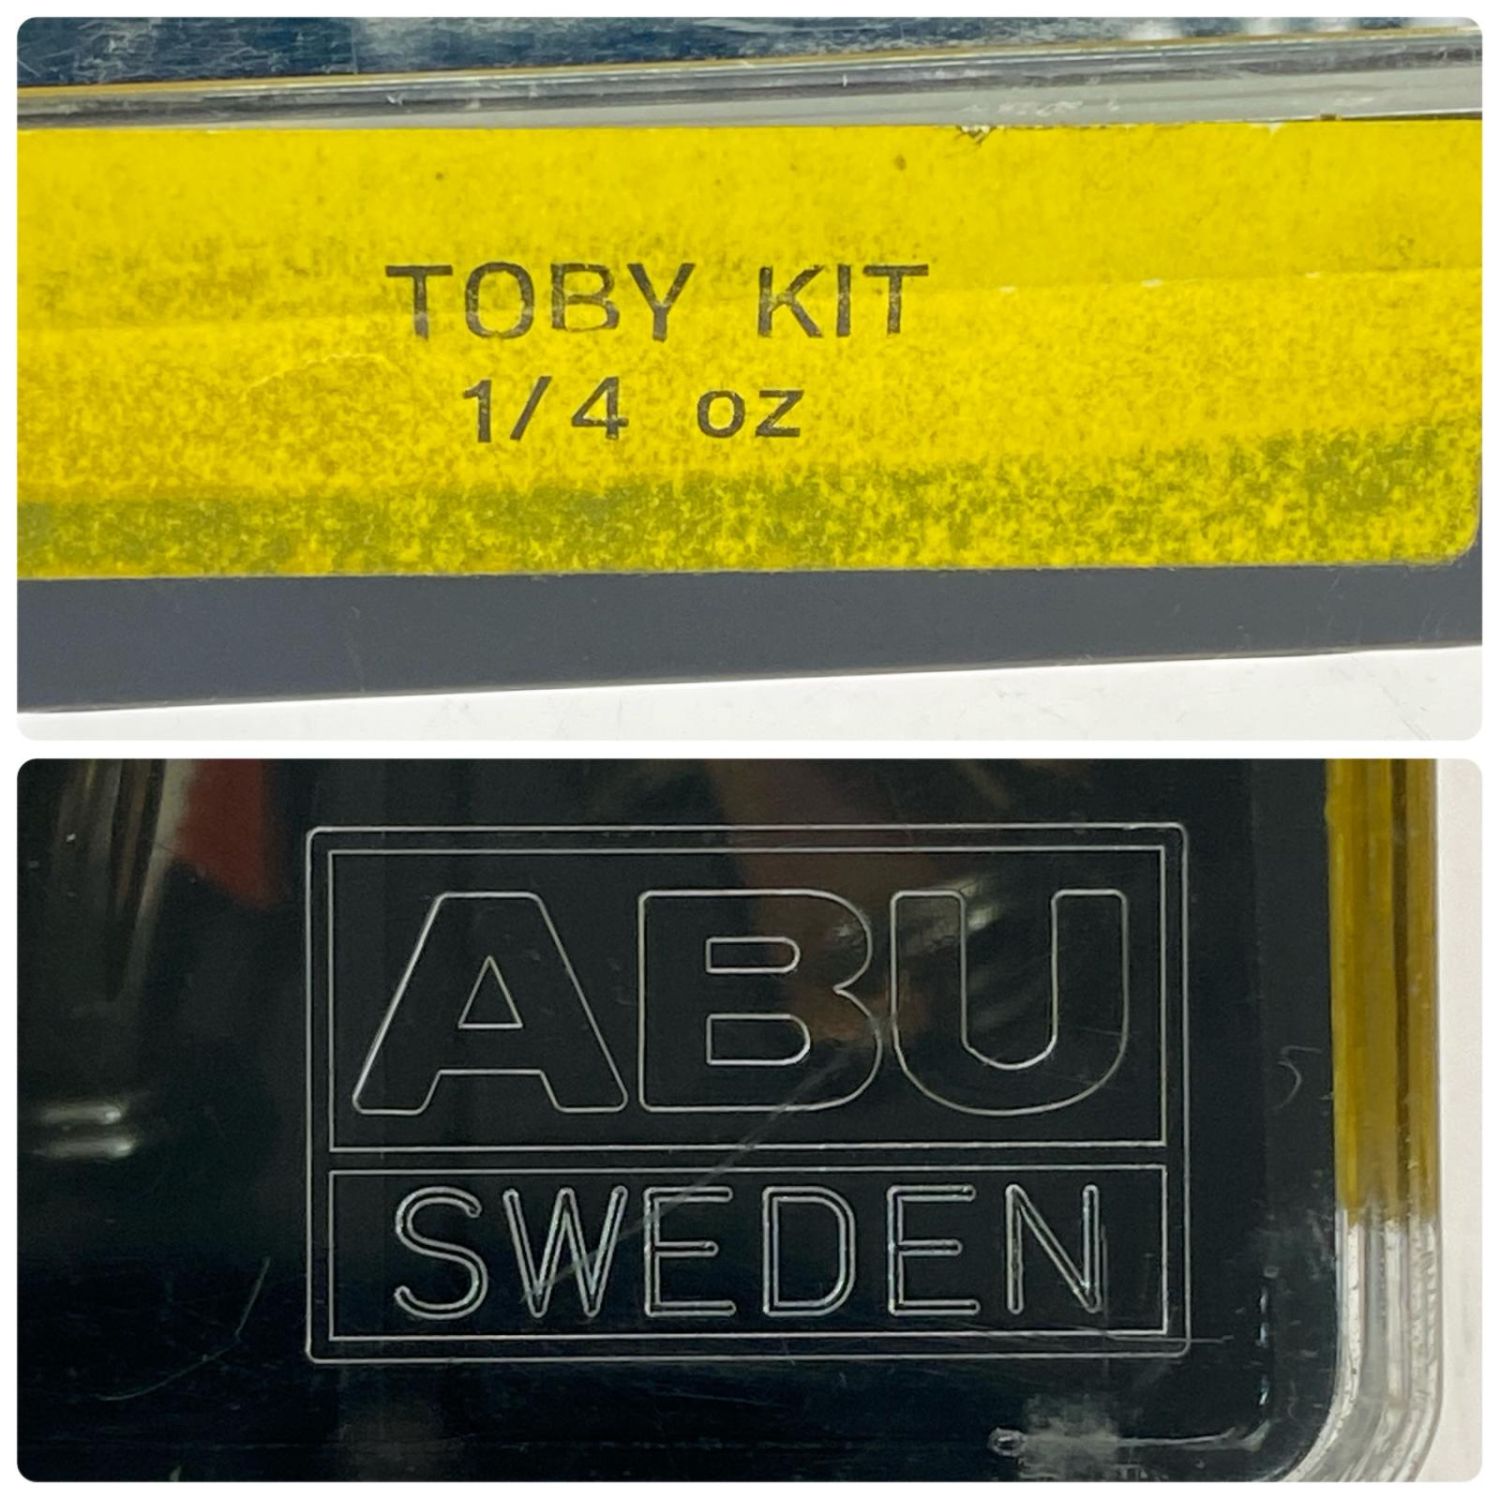 TOBY KIT
1/4 oz
ABU
SWEDEN